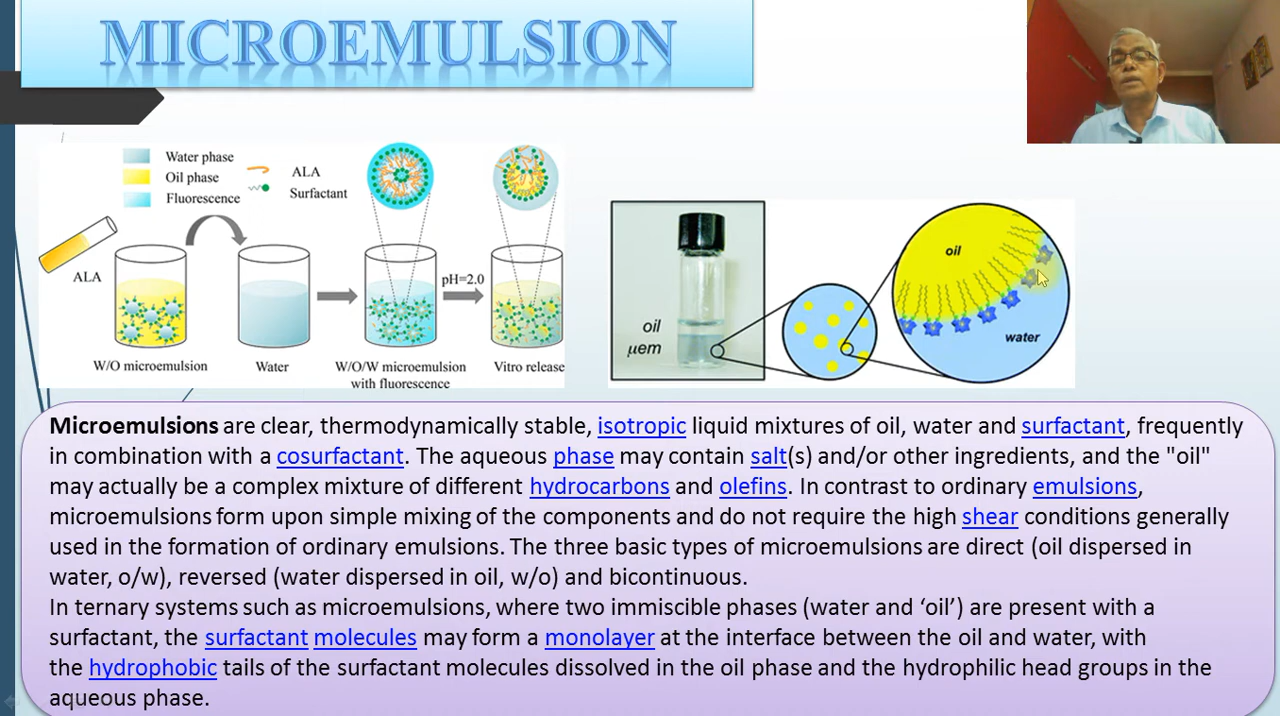 MICROEMULSION
Water phase
Oil phase
Fluorescence
ALA
Surfactant
ALA
pH=2.0
W/O microemulsion
Water
W/O/W microemulsion
with fluorescence
Vitro release
oil
µem
oil
water
Microemulsions are clear, thermodynamically stable, isotropic liquid mixtures of oil, water and surfactant, frequently
in combination with a cosurfactant. The aqueous phase may contain salt(s) and/or other ingredients, and the "oil"
may actually be a complex mixture of different hydrocarbons and olefins. In contrast to ordinary emulsions,
microemulsions form upon simple mixing of the components and do not require the high shear conditions generally
used in the formation of ordinary emulsions. The three basic types of microemulsions are direct (oil dispersed in
water, o/w), reversed (water dispersed in oil, w/o) and bicontinuous.
In ternary systems such as microemulsions, where two immiscible phases (water and ‘oil’) are present with a
surfactant, the surfactant molecules may form a monolayer at the interface between the oil and water, with
the hydrophobic tails of the surfactant molecules dissolved in the oil phase and the hydrophilic head groups in the
aqueous phase.